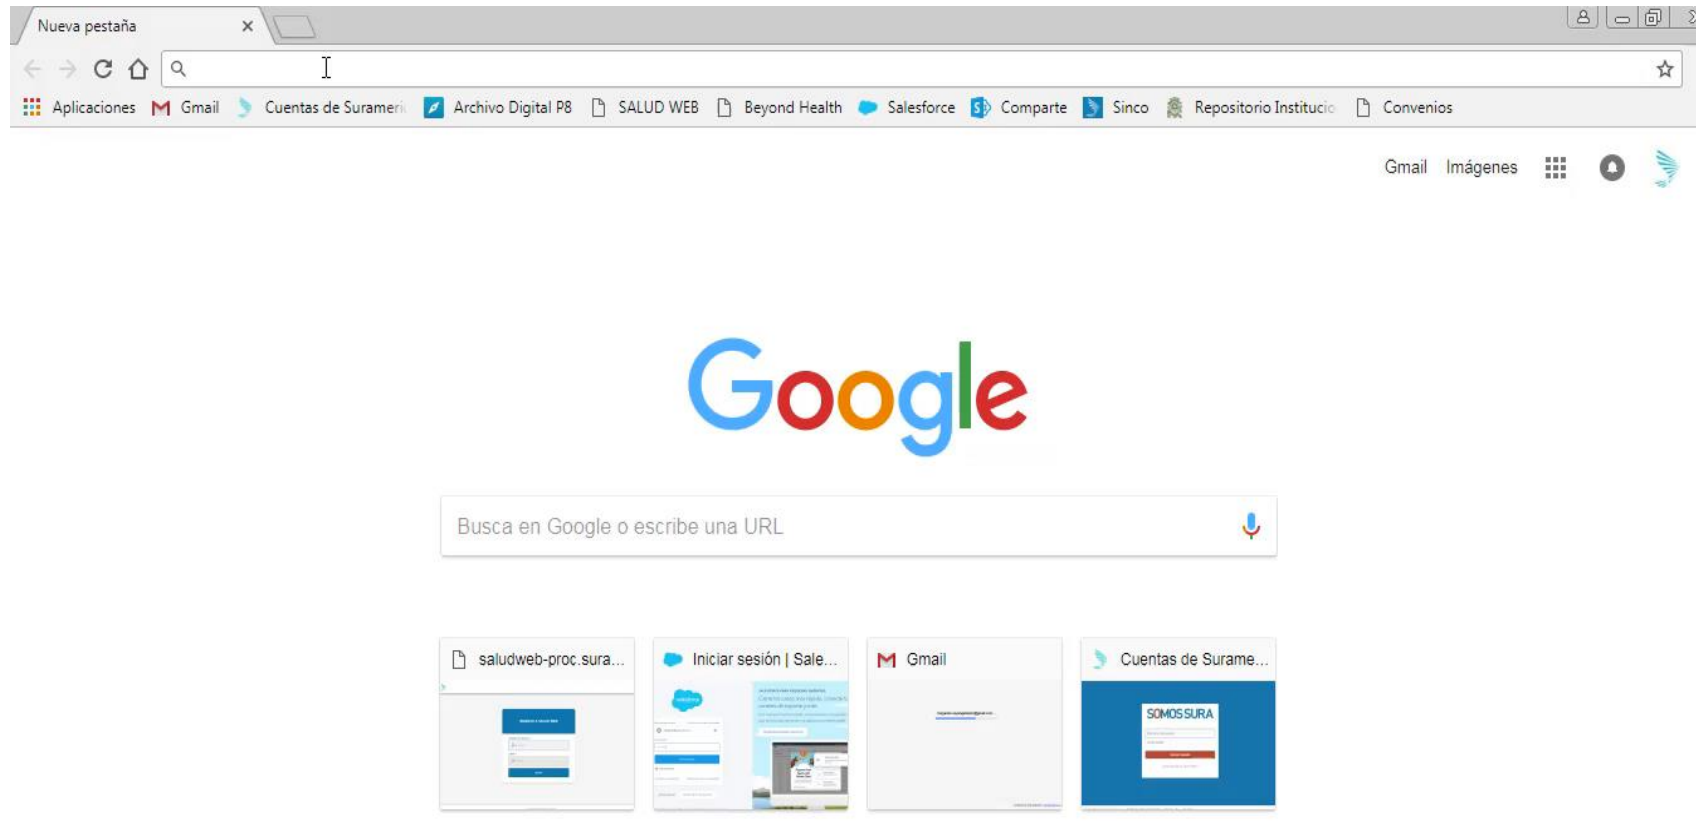 Nueva pestaña
Aplicaciones Gmail Cuentas de Surameri Archivo Digital P8 SALUD WEB Beyond Health Salesforce Comparte Sinco Repositorio Institucio Convenios
Gmail Imágenes
Google
Busca en Google o escribe una URL
saludweb-proc.sura... Iniciar sesión | Sale... Gmail Cuentas de Surame...
SOMOS SURA